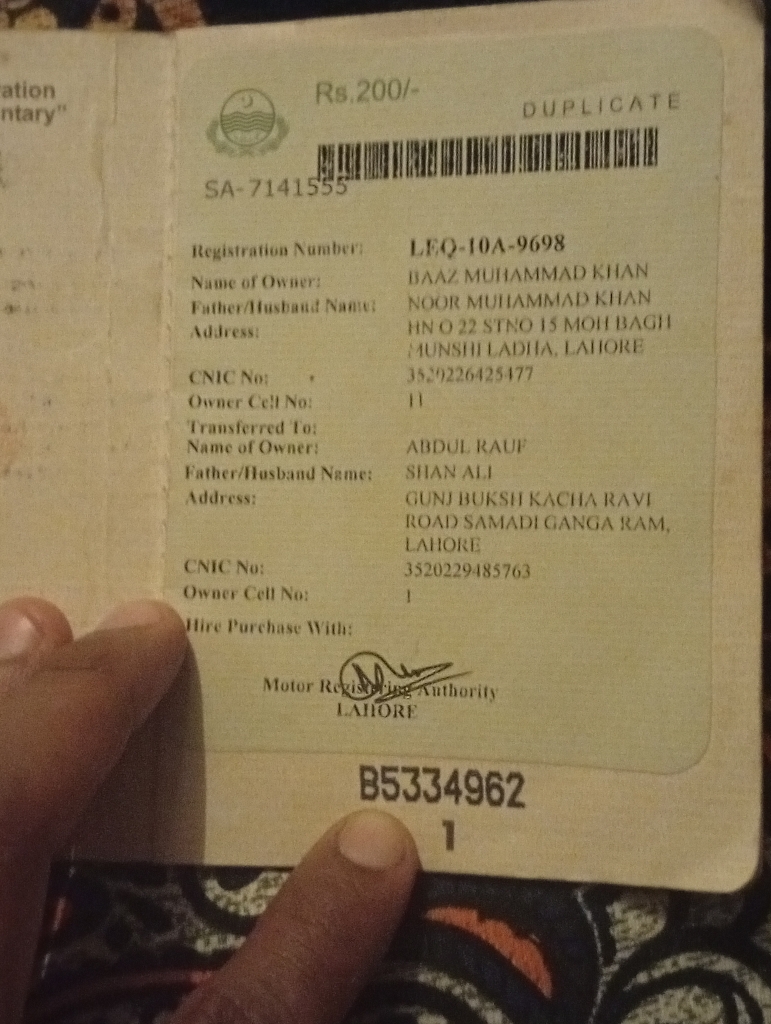 ation
ntary"
Rs.200/-
DUPLICATE
SA-7141555
Registration Number: LEQ-10A-9698
Name of Owner: BAAZ MUHAMMAD KHAN
Father/Husband Name: NOOR MUHAMMAD KHAN
Address: HN O 22 STNO 15 MOH BAGH
MUNSHI LADHA, LAHORE
CNIC No: 3520226425477
Owner Cell No: 11
Transferred To:
Name of Owner: ABDUL RAUF
Father/Husband Name: SHAN ALI
Address: GUNJ BUKSH KACHA RAVI
ROAD SAMADI GANGA RAM,
LAHORE
CNIC No: 3520229485763
Owner Cell No: 1
Hire Purchase With:
Motor Registering Authority
LAHORE
B5334962
1